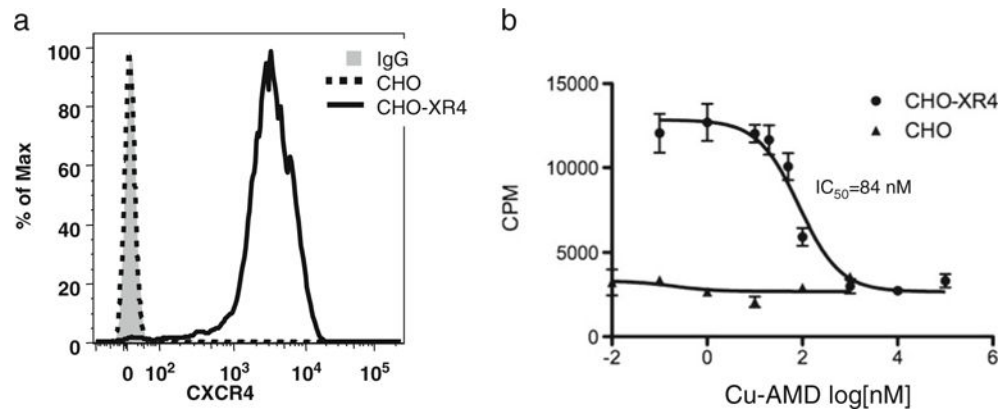 a
100
80
60
40
20
0
% of Max
IgG
CHO
CHO-XR4
0 10² 10³ 10⁴ 10⁵
CXCR4
b
15000
10000
5000
0
CPM
CHO-XR4
CHO
IC₅₀=84 nM
-2 0 2 4 6
Cu-AMD log[nM]